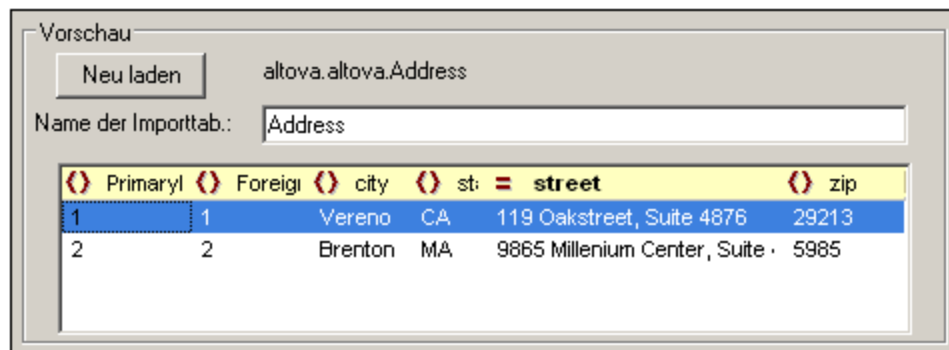 Vorschau
Neu laden altova.altova.Address
Name der Importtab.: Address
Primaryl Foreigi city st: street zip
1 1 Vereno CA 119 Oakstreet, Suite 4876 29213
2 2 Brenton MA 9865 Millenium Center, Suite 5985